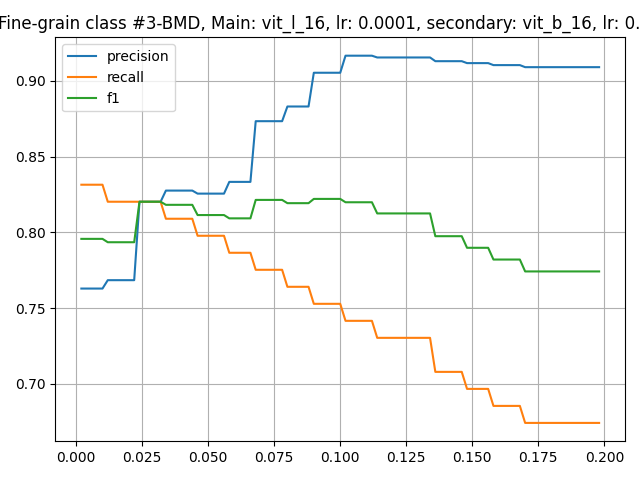 Fine-grain class #3-BMD, Main: vit_l_16, lr: 0.0001, secondary: vit_b_16, lr: 0.
precision
recall
f1
0.90
0.85
0.80
0.75
0.70
0.000 0.025 0.050 0.075 0.100 0.125 0.150 0.175 0.200